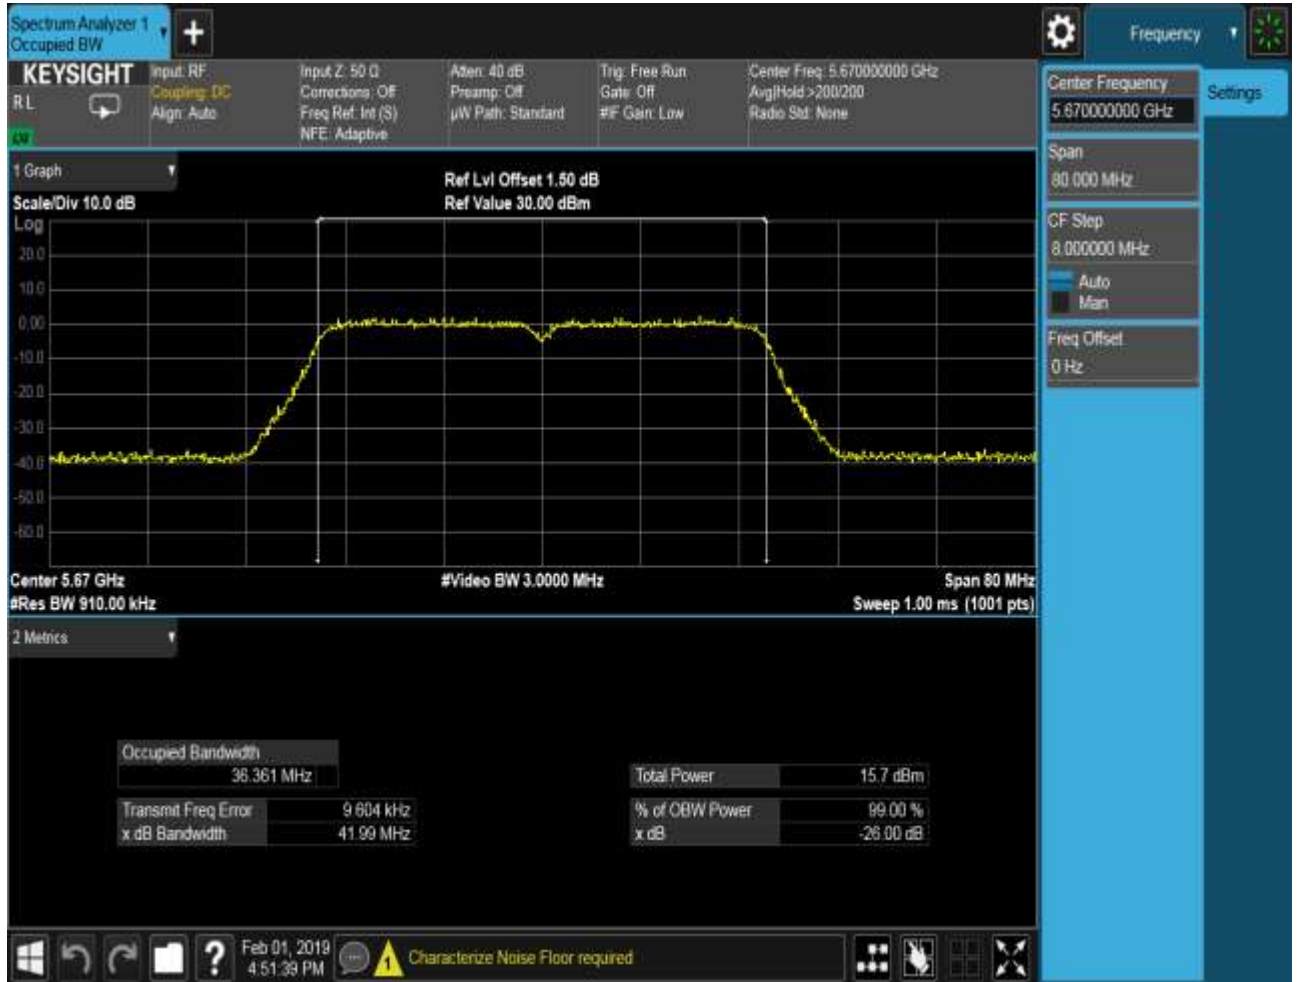 Spectrum Analyzer 1
Occupied BW
Frequency
KEYSIGHT
R L
Input: RF
Coupling: DC
Align: Auto
Input Z: 50 Ω
Corrections: Off
Freq Ref: Int (S)
NFE: Adaptive
Atten: 40 dB
Preamp: Off
µW Path: Standard
Trig: Free Run
Gate: Off
#IF Gain: Low
Center Freq: 5.670000000 GHz
Avg|Hold:>200/200
Radio Std: None
Center Frequency
5.670000000 GHz
Settings
Span
80.000 MHz
CF Step
8.000000 MHz
Auto
Man
Freq Offset
0 Hz
1 Graph
Ref Lvl Offset 1.50 dB
Scale/Div 10.0 dB
Ref Value 30.00 dBm
Log
20.0
10.0
0.00
-10.0
-20.0
-30.0
-40.0
-50.0
-60.0
Center 5.67 GHz
#Video BW 3.0000 MHz
Span 80 MHz
#Res BW 910.00 kHz
Sweep 1.00 ms (1001 pts)
2 Metrics
Occupied Bandwidth
36.361 MHz
Total Power 15.7 dBm
Transmit Freq Error 9.604 kHz
% of OBW Power 99.00 %
x dB Bandwidth 41.99 MHz
x dB -26.00 dB
Feb 01, 2019
4:51:39 PM
1
Characterize Noise Floor required